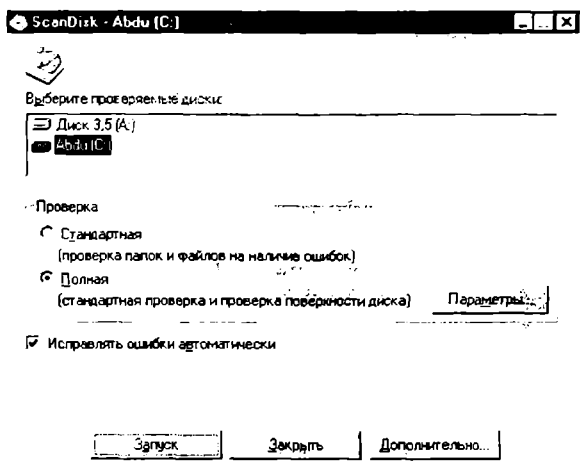 ScanDisk - Abdu (C:)
Выберите проверяемые диски:
Диск 3,5 (A:)
Abdu (C:)
Проверка
Стандартная
(проверка папок и файлов на наличие ошибок)
Полная
(стандартная проверка и проверка поверхности диска)
Параметры...
Исправлять ошибки автоматически
Запуск
Закрыть
Дополнительно...